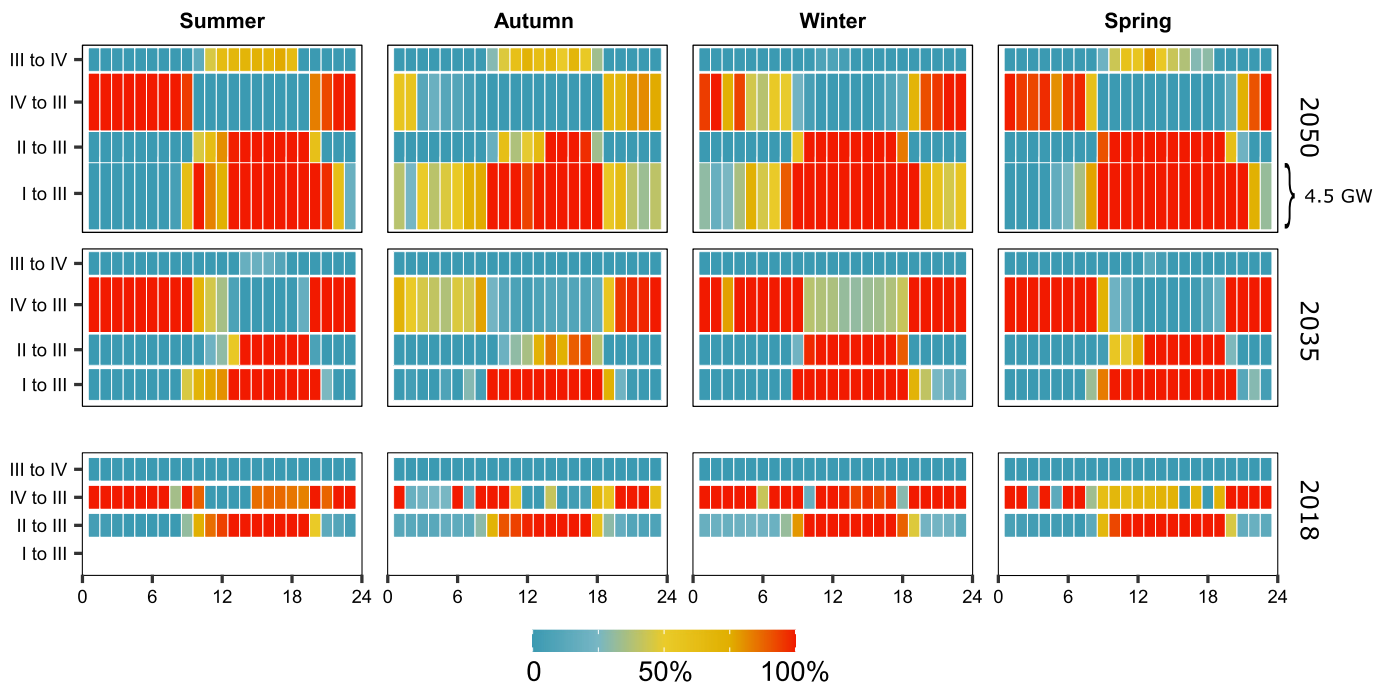 Summer Autumn Winter Spring
III to IV
IV to III
II to III
I to III
2050
4.5 GW
III to IV
IV to III
II to III
I to III
2035
III to IV
IV to III
II to III
I to III
2018
0 6 12 18 24 0 6 12 18 24 0 6 12 18 24 0 6 12 18 24
0 50% 100%